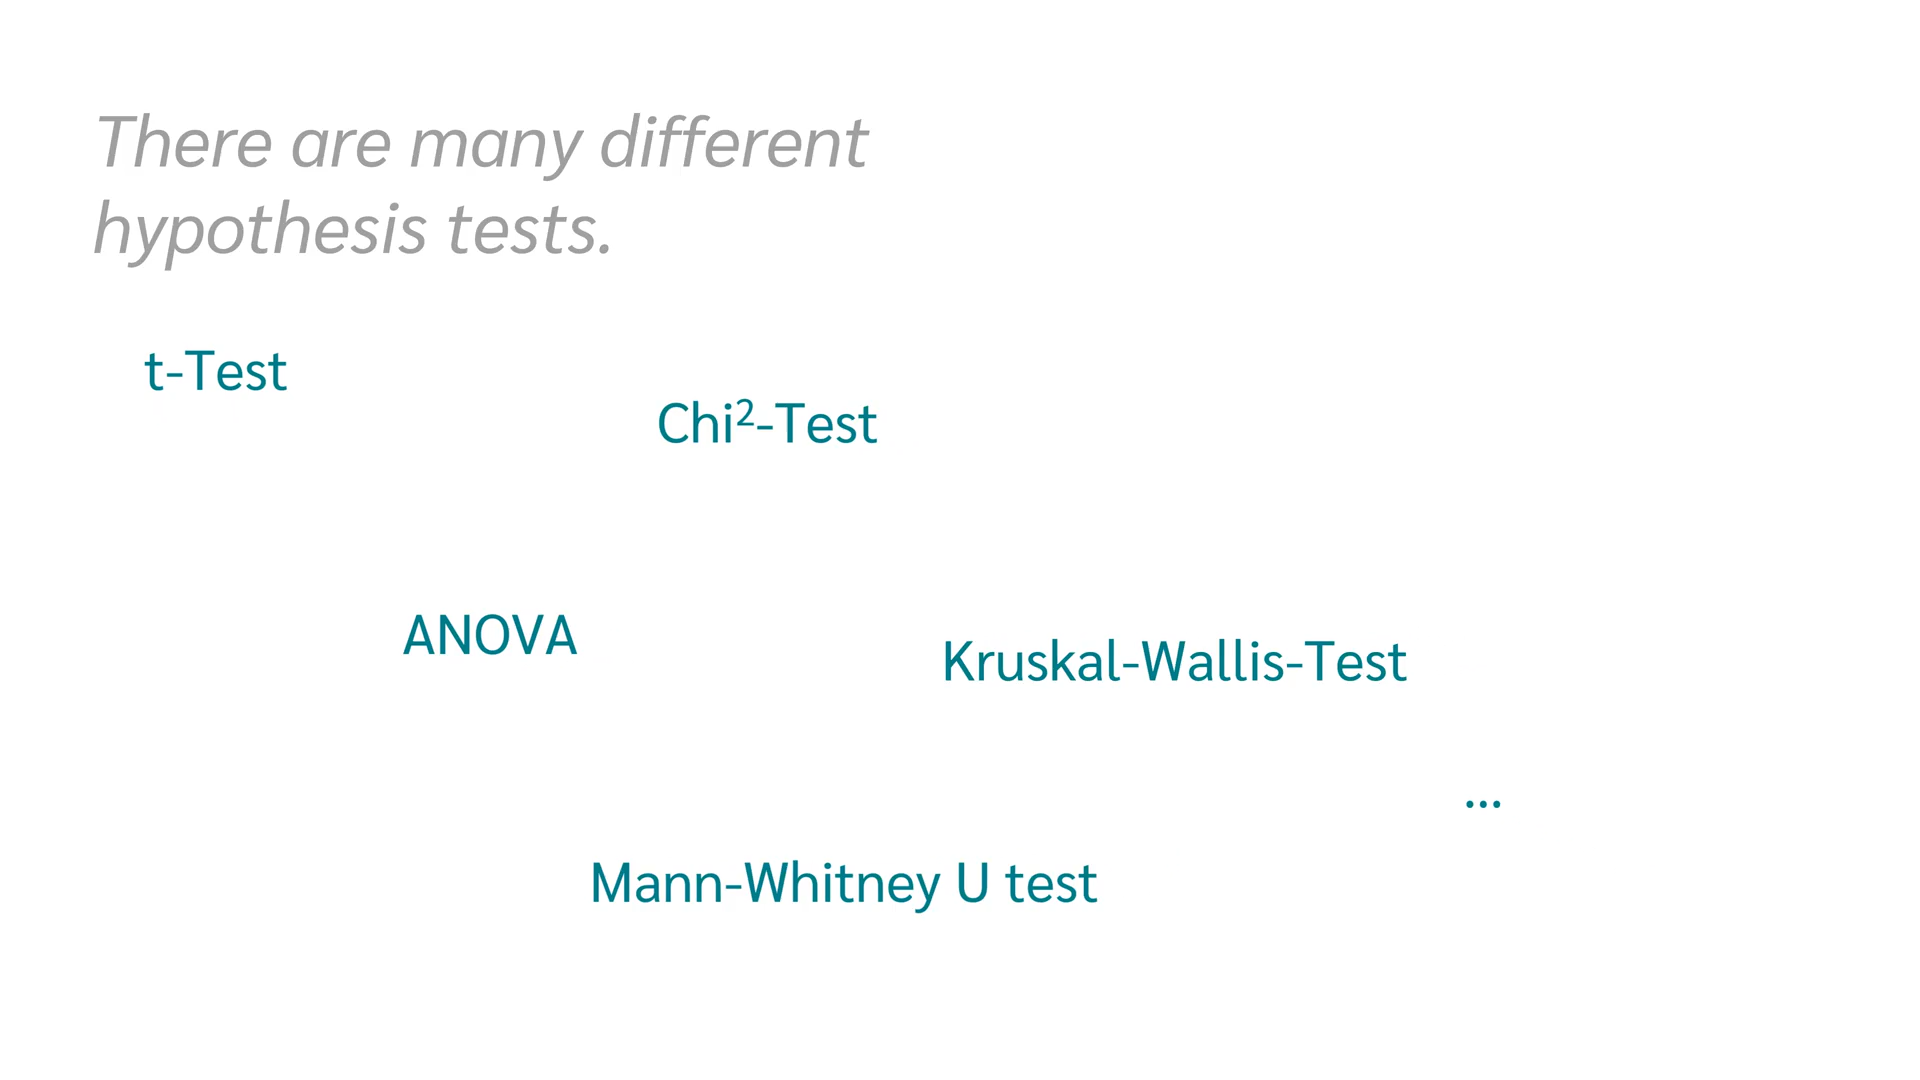 There are many different
hypothesis tests.
t-Test
Chi²-Test
ANOVA
Kruskal-Wallis-Test
...
Mann-Whitney U test